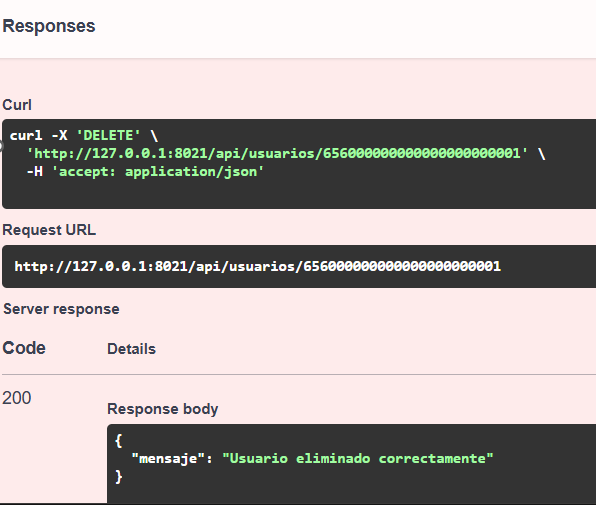 Responses
Curl
curl -X 'DELETE' \
'http://127.0.0.1:8021/api/usuarios/656000000000000000000001' \
-H 'accept: application/json'
Request URL
http://127.0.0.1:8021/api/usuarios/656000000000000000000001
Server response
Code Details
200
Response body
{
"mensaje": "Usuario eliminado correctamente"
}